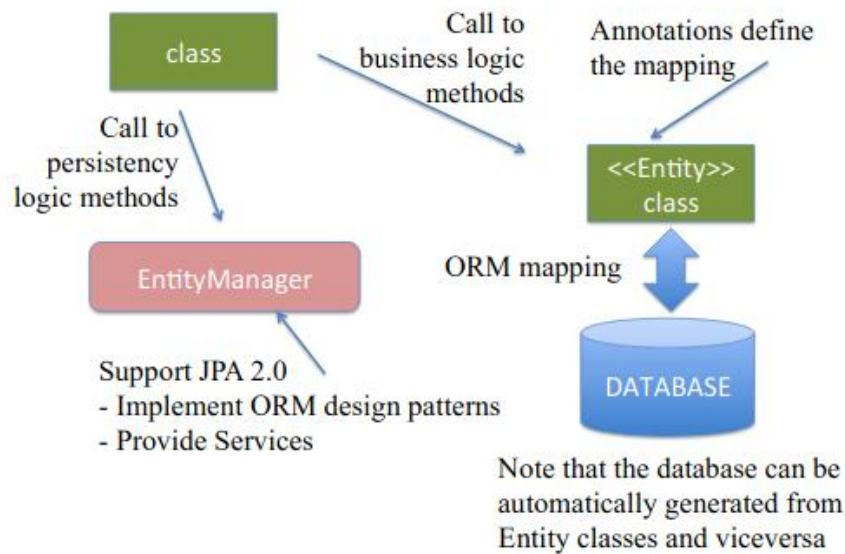 class
Call to
business logic
methods
Annotations define
the mapping
Call to
persistency
logic methods
<<Entity>>
class
EntityManager
ORM mapping
Support JPA 2.0
- Implement ORM design patterns
- Provide Services
DATABASE
Note that the database can be
automatically generated from
Entity classes and viceversa